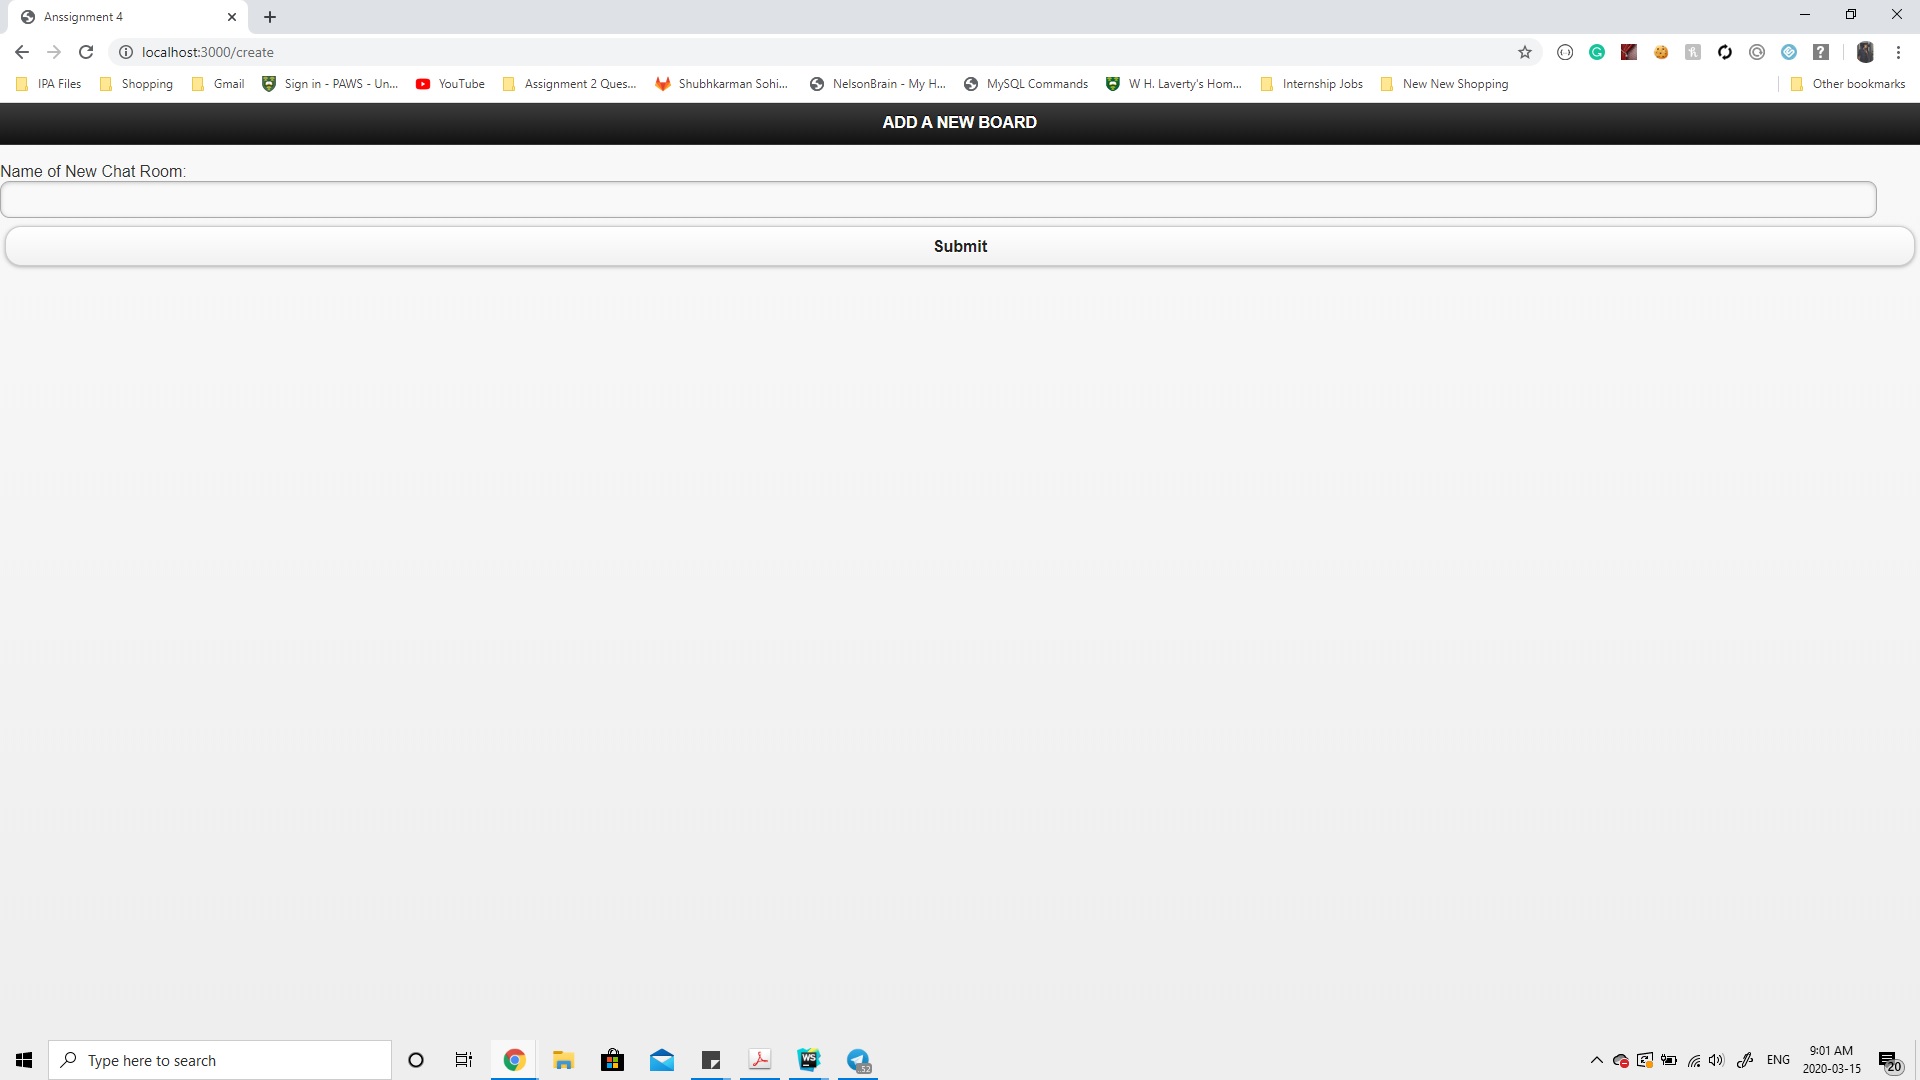 Anssignment 4
localhost:3000/create
IPA Files
Shopping
Gmail
Sign in - PAWS - Un...
YouTube
Assignment 2 Ques...
Shubhkarman Sohi...
NelsonBrain - My H...
MySQL Commands
W H. Laverty's Hom...
Internship Jobs
New New Shopping
Other bookmarks
ADD A NEW BOARD
Name of New Chat Room:
Submit
Type here to search
WS
..52
ENG
9:01 AM
2020-03-15
20